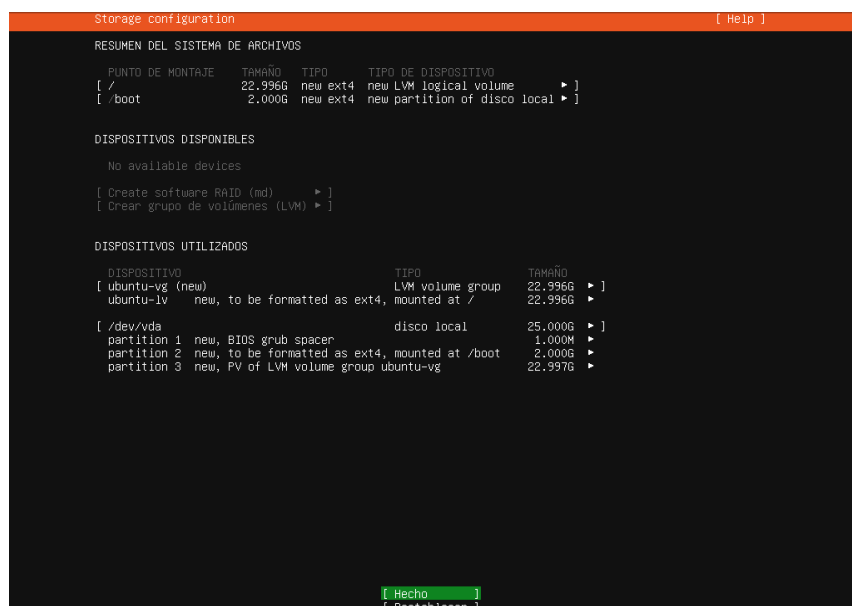 Storage configuration [ Help ]
RESUMEN DEL SISTEMA DE ARCHIVOS
PUNTO DE MONTAJE TAMAÑO TIPO TIPO DE DISPOSITIVO
[ / 22.996G new ext4 new LVM logical volume ▸ ]
[ /boot 2.000G new ext4 new partition of disco local ▸ ]
DISPOSITIVOS DISPONIBLES
No available devices
[ Create software RAID (md) ▸ ]
[ Crear grupo de volúmenes (LVM) ▸ ]
DISPOSITIVOS UTILIZADOS
DISPOSITIVO TIPO TAMAÑO
[ ubuntu-vg (new) LVM volume group 22.996G ▸ ]
ubuntu-lv new, to be formatted as ext4, mounted at / 22.996G ▸
[ /dev/vda disco local 25.000G ▸ ]
partition 1 new, BIOS grub spacer 1.000M ▸
partition 2 new, to be formatted as ext4, mounted at /boot 2.000G ▸
partition 3 new, PV of LVM volume group ubuntu-vg 22.997G ▸
[ Hecho ]